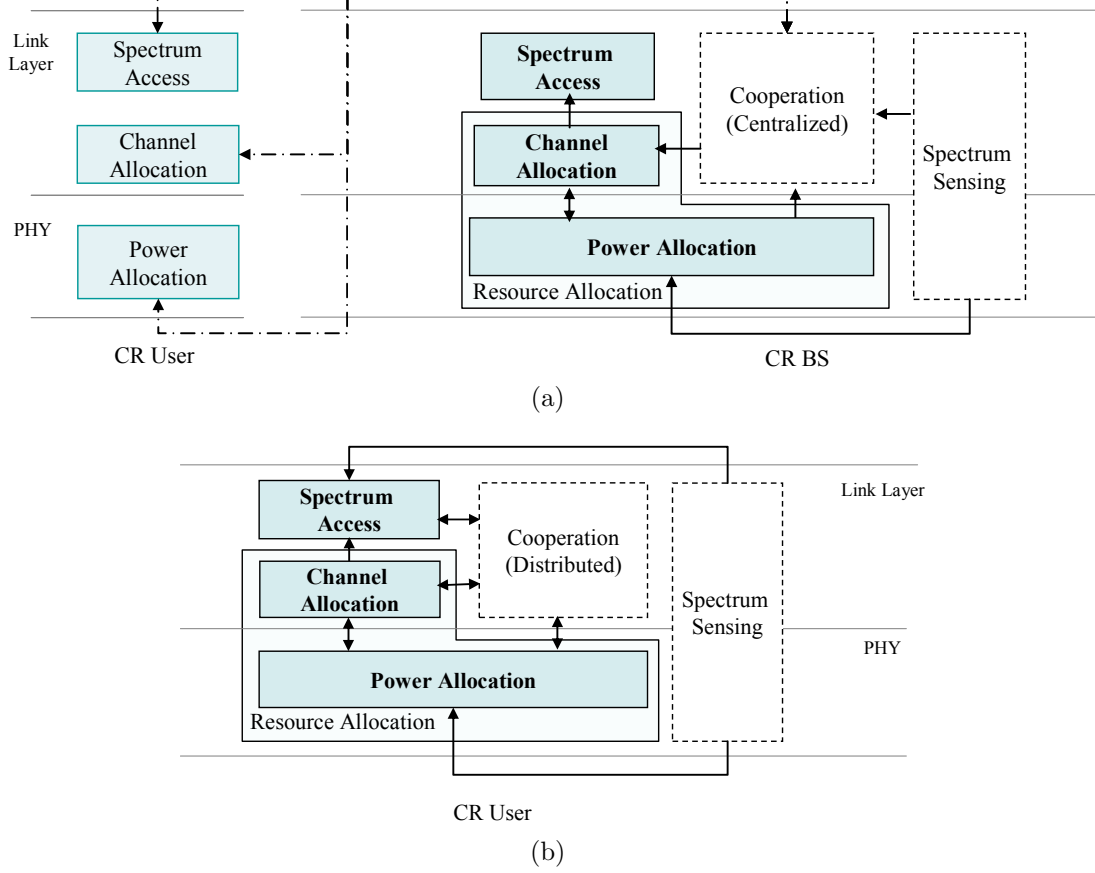 Link
Layer
Spectrum
Access
Channel
Allocation
PHY
Power
Allocation
CR User
Spectrum
Access
Channel
Allocation
Cooperation
(Centralized)
Spectrum
Sensing
Power Allocation
Resource Allocation
CR BS
(a)
Link Layer
Spectrum
Access
Cooperation
(Distributed)
Channel
Allocation
Spectrum
Sensing
PHY
Power Allocation
Resource Allocation
CR User
(b)